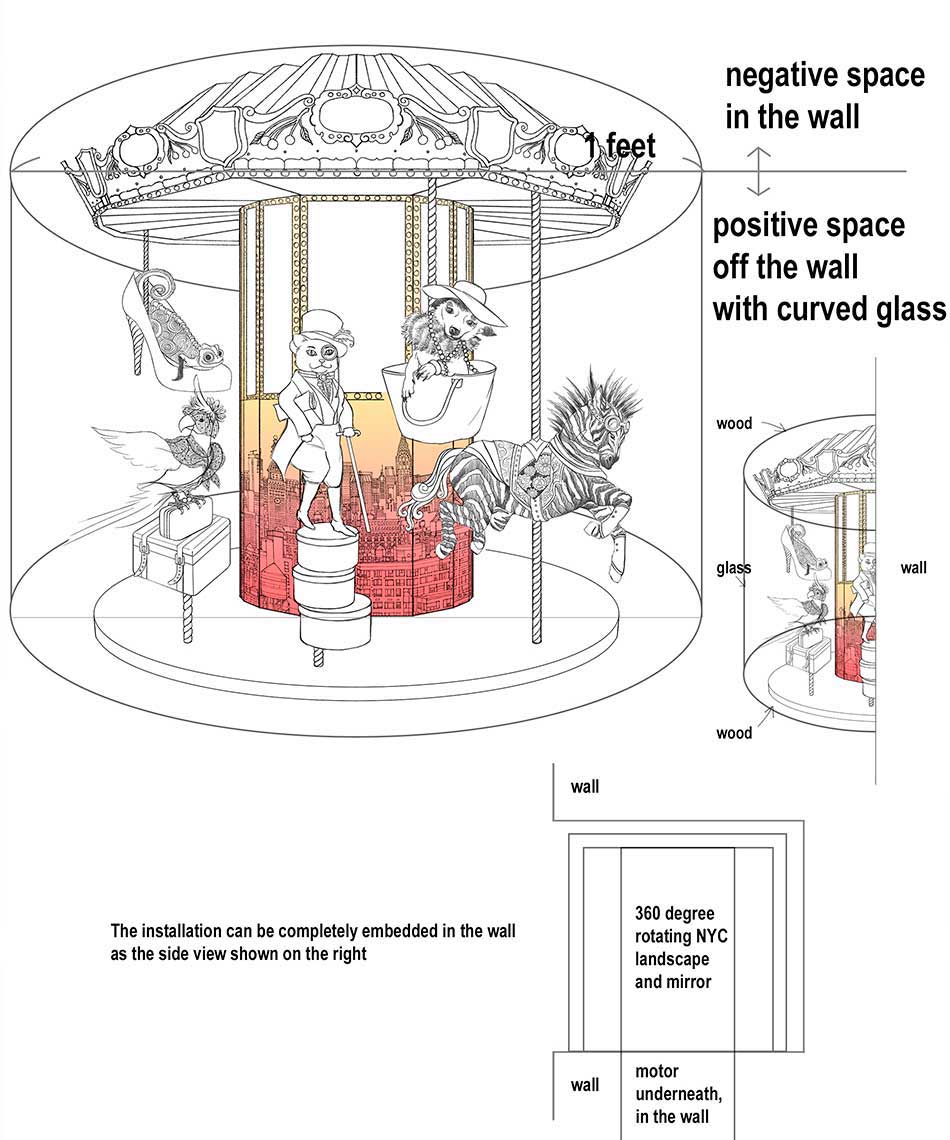 negative space
in the wall
1 feet
positive space
off the wall
with curved glass
wood
glass
wall
wood
wall
The installation can be completely embedded in the wall
as the side view shown on the right
360 degree
rotating NYC
landscape
and mirror
wall
motor
underneath,
in the wall